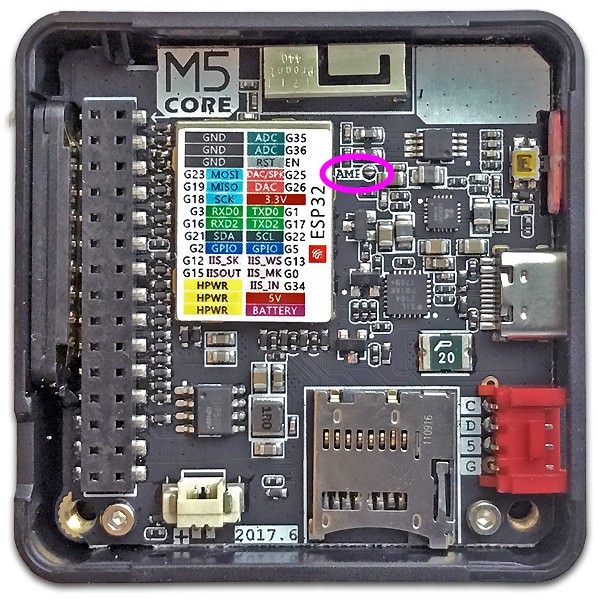 M5
CORE
GND ADC G35
GND ADC G36
GND RST EN
G23 MOSI DAC/SPK G25
G19 MISO DAC G26
G18 SCK 3.3V
G3 RXD0 TXD0 G1
G16 RXD2 TXD2 G17
G21 SDA SCL G22
G2 GPIO GPIO G5
G12 IIS_SK IIS_WS G13
G15 IISOUT IIS_MK G0
HPWR IIS_IN G34
HPWR 5V
HPWR BATTERY
ESP32
AME
P
20
1R0
110916
C
D
5
G
+
2017.6